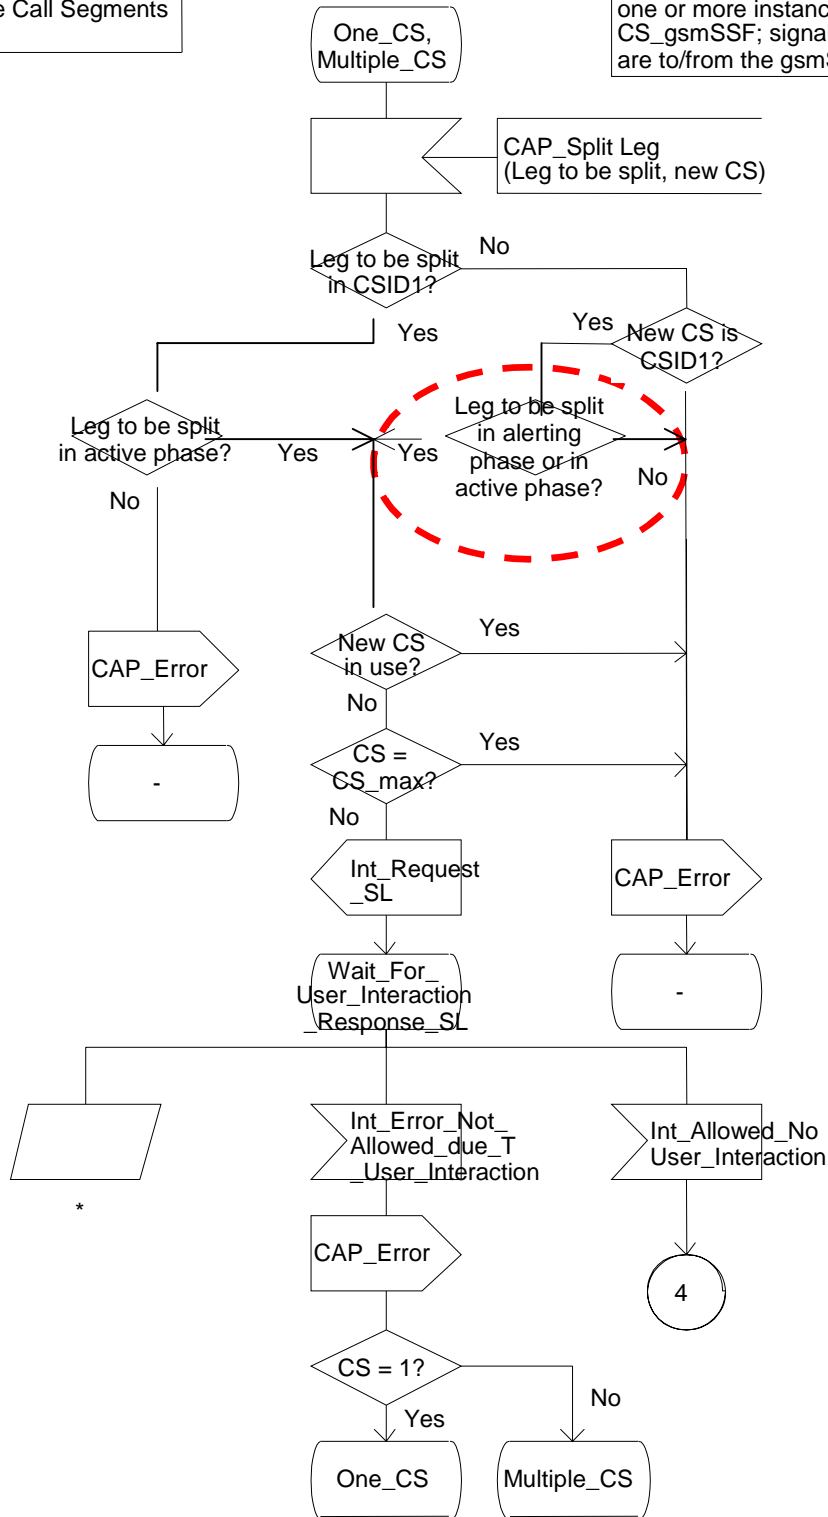 e Call Segments
one or more instanc
CS_gsmSSF; signa
are to/from the gsmS
One_CS,
Multiple_CS
CAP_Split Leg
(Leg to be split, new CS)
Leg to be split
in CSID1?
No
Yes
Yes
New CS is
CSID1?
Leg to be split
in active phase?
Yes
Yes
Leg to be split
in alerting
phase or in
active phase?
No
No
CAP_Error
-
New CS
in use?
Yes
No
CS =
CS_max?
Yes
No
Int_Request
_SL
CAP_Error
Wait_For_
User_Interaction
_Response_SL
-
*
Int_Error_Not_
Allowed_due_T
_User_Interaction
Int_Allowed_No
User_Interaction
CAP_Error
4
CS = 1?
No
Yes
One_CS
Multiple_CS